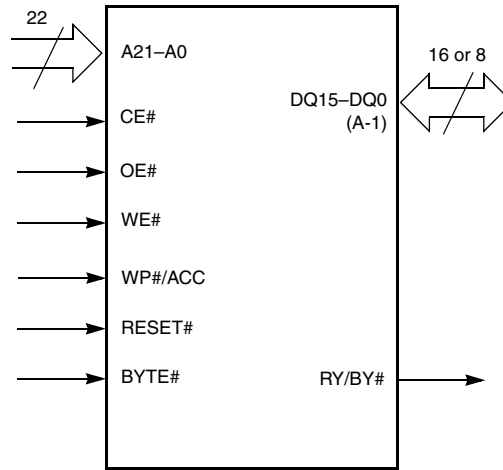 22
A21–A0
16 or 8
DQ15–DQ0
(A-1)
CE#
OE#
WE#
WP#/ACC
RESET#
BYTE#
RY/BY#